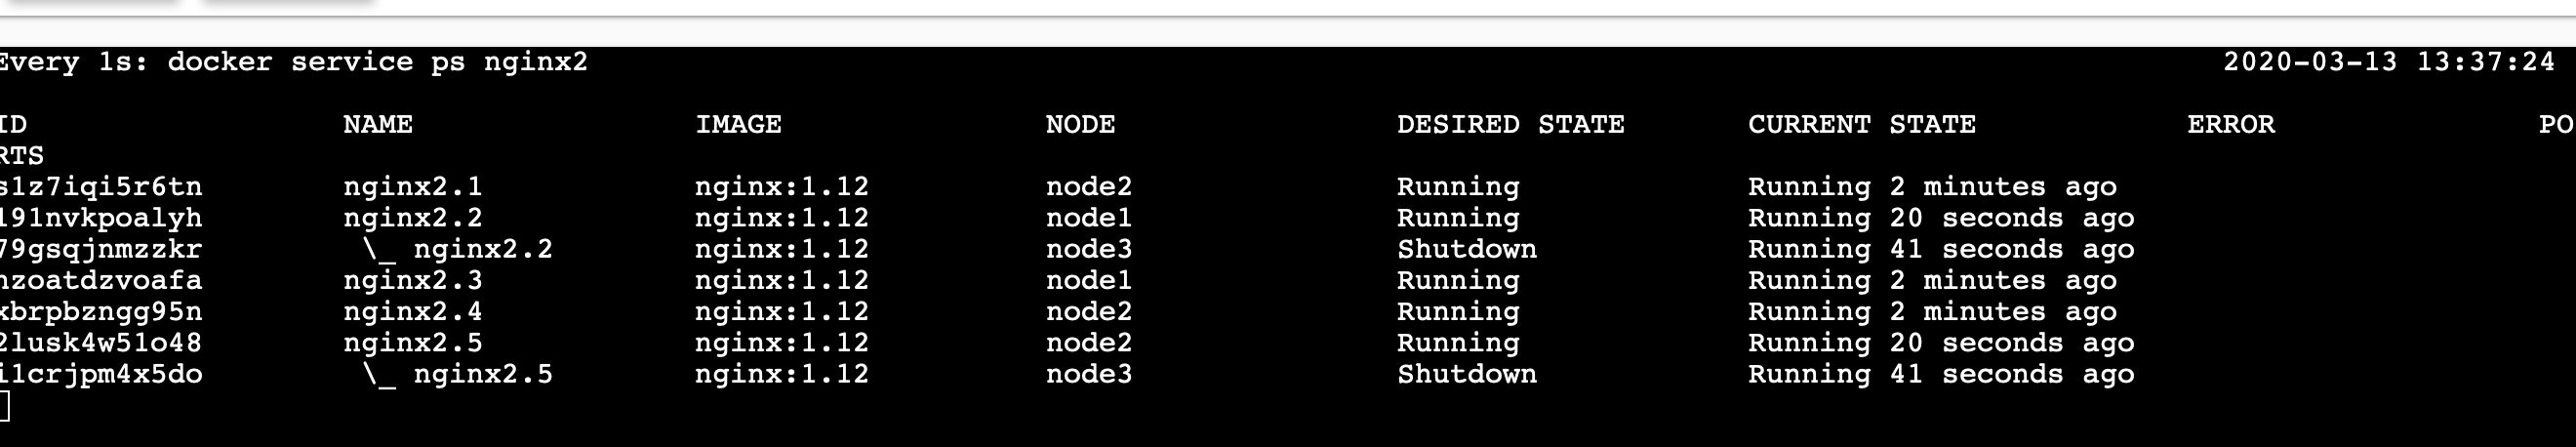 Every 1s: docker service ps nginx2 2020-03-13 13:37:24
ID NAME IMAGE NODE DESIRED STATE CURRENT STATE ERROR PO
RTS
s1z7iqi5r6tn nginx2.1 nginx:1.12 node2 Running Running 2 minutes ago
191nvkpoalyh nginx2.2 nginx:1.12 node1 Running Running 20 seconds ago
79gsqjnmzzkr \_ nginx2.2 nginx:1.12 node3 Shutdown Running 41 seconds ago
nzoatdzvoafa nginx2.3 nginx:1.12 node1 Running Running 2 minutes ago
xbrpbzngg95n nginx2.4 nginx:1.12 node2 Running Running 2 minutes ago
2lusk4w51o48 nginx2.5 nginx:1.12 node2 Running Running 20 seconds ago
i1crjpm4x5do \_ nginx2.5 nginx:1.12 node3 Shutdown Running 41 seconds ago